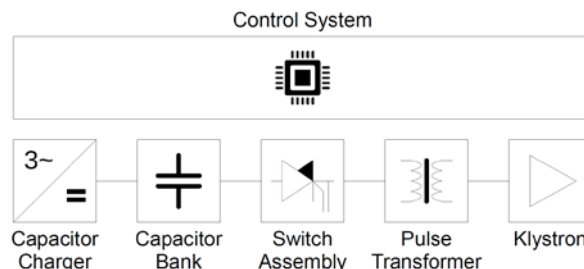 Control System
3~
=
Capacitor Charger
Capacitor Bank
Switch Assembly
Pulse Transformer
Klystron